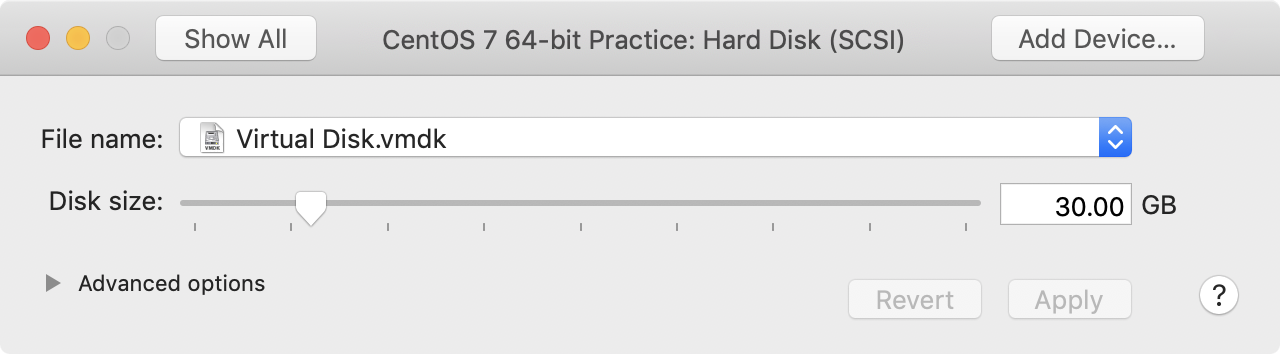 Show All
CentOS 7 64-bit Practice: Hard Disk (SCSI)
Add Device...
File name:
VMDK
Virtual Disk.vmdk
Disk size:
30.00 GB
Advanced options
Revert
Apply
?